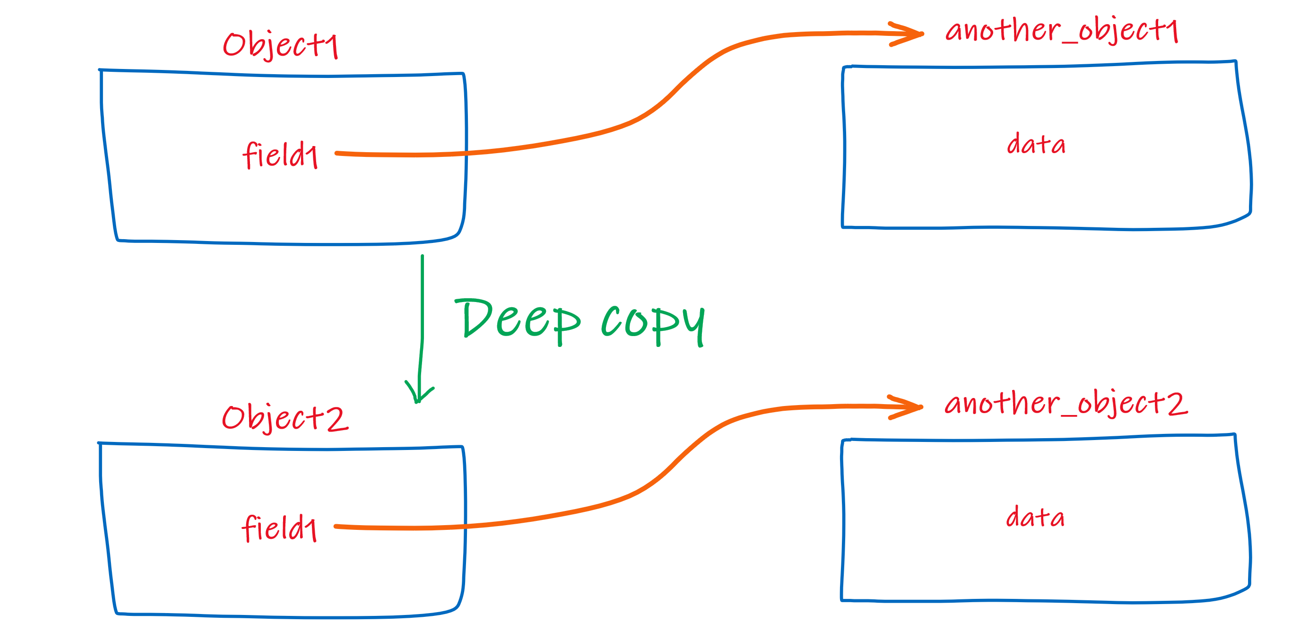 Object1
another_object1
field1
data
Deep copy
Object2
another_object2
field1
data